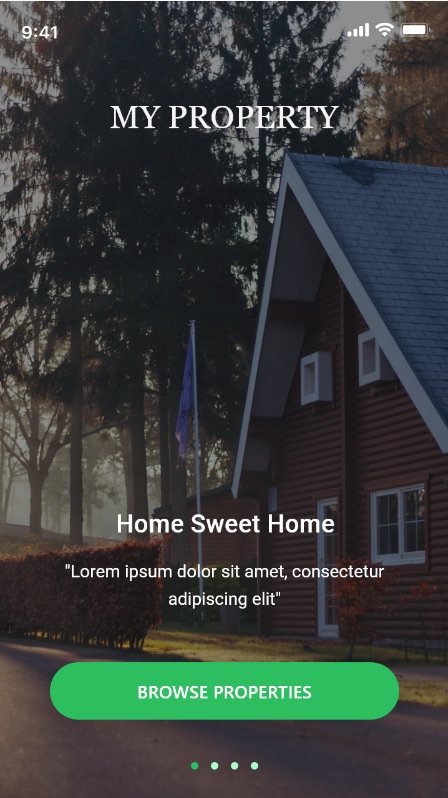 9:41
MY PROPERTY
Home Sweet Home
"Lorem ipsum dolor sit amet, consectetur
adipiscing elit"
BROWSE PROPERTIES